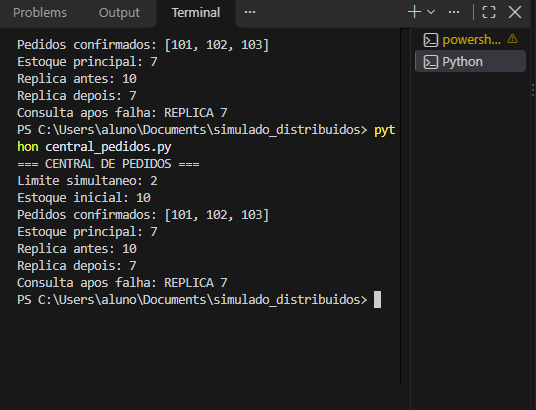 Problems Output Terminal ...
Pedidos confirmados: [101, 102, 103]
Estoque principal: 7
Replica antes: 10
Replica depois: 7
Consulta apos falha: REPLICA 7
PS C:\Users\aluno\Documents\simulado_distribuidos> pyt
hon central_pedidos.py
=== CENTRAL DE PEDIDOS ===
Limite simultaneo: 2
Estoque inicial: 10
Pedidos confirmados: [101, 102, 103]
Estoque principal: 7
Replica antes: 10
Replica depois: 7
Consulta apos falha: REPLICA 7
PS C:\Users\aluno\Documents\simulado_distribuidos>
powersh...
Python